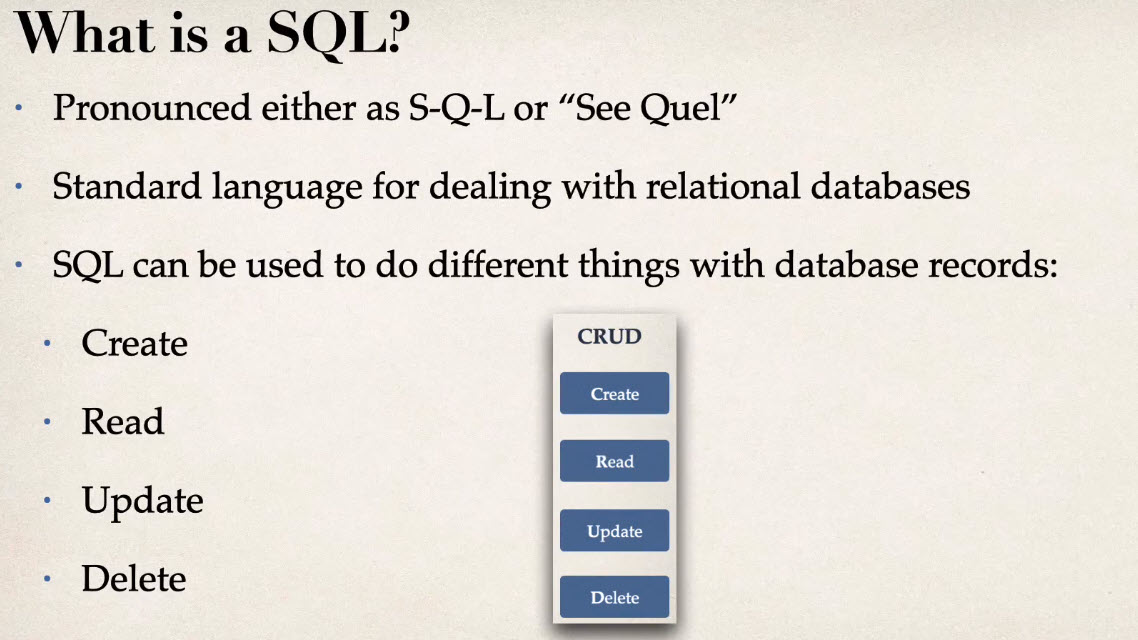 What is a SQL?
• Pronounced either as S-Q-L or “See Quel”
• Standard language for dealing with relational databases
• SQL can be used to do different things with database records:
• Create
• Read
• Update
• Delete
CRUD
Create
Read
Update
Delete